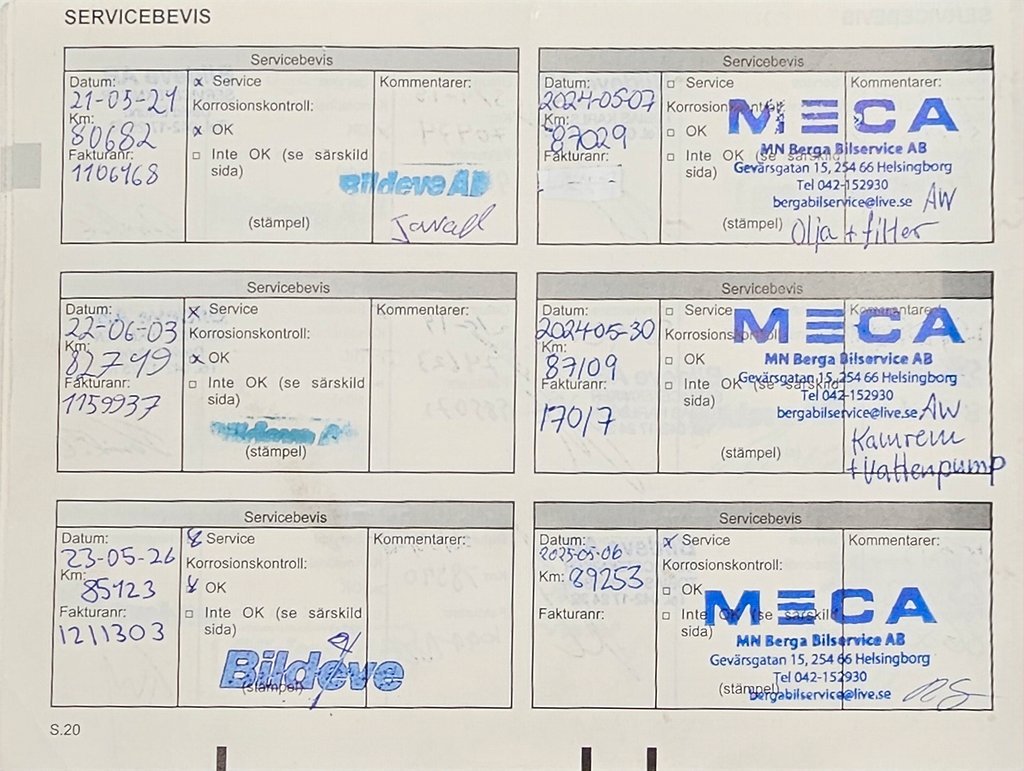 SERVICEBEVIS
Servicebevis
Datum:
21-05-21
Km:
80682
Fakturanr:
1106468
x Service
Korrosionskontroll:
x OK
Inte OK (se särskild
sida)
(stämpel)
Kommentarer:
Bildeve AB
Servicebevis
Datum:
2024-05-07
Km:
87029
Fakturanr:
Service
Korrosionskontroll:
OK
Inte OK (se särskild
sida)
(stämpel)
Kommentarer:
MECA
MN Berga Bilservice AB
Gevärsgatan 15, 254 66 Helsingborg
Tel 042-152930
bergabilservice@live.se
AW
Olja + filter
Servicebevis
Datum:
22-06-03
Km:
82749
Fakturanr:
1159937
x Service
Korrosionskontroll:
x OK
Inte OK (se särskild
sida)
(stämpel)
Kommentarer:
Servicebevis
Datum:
202405-30
Km:
87109
Fakturanr:
17017
Service
Korrosionskontroll:
OK
Inte OK (se särskild
sida)
(stämpel)
Kommentarer:
MECA
MN Berga Bilservice AB
Gevärsgatan 15, 254 66 Helsingborg
Tel 042-152930
bergabilservice@live.se
AW
Kamrem
+ Vattenpump
Servicebevis
Datum:
23-05-26
Km:
85123
Fakturanr:
1211303
Service
Korrosionskontroll:
OK
Inte OK (se särskild
sida)
(stämpel)
Kommentarer:
Bildeve
Servicebevis
Datum:
2025-05-06
Km: 89253
Fakturanr:
x Service
Korrosionskontroll:
OK
Inte OK (se särskild
sida)
(stämpel)
Kommentarer:
MECA
MN Berga Bilservice AB
Gevärsgatan 15, 254 66 Helsingborg
Tel 042-152930
bergabilservice@live.se
S.20